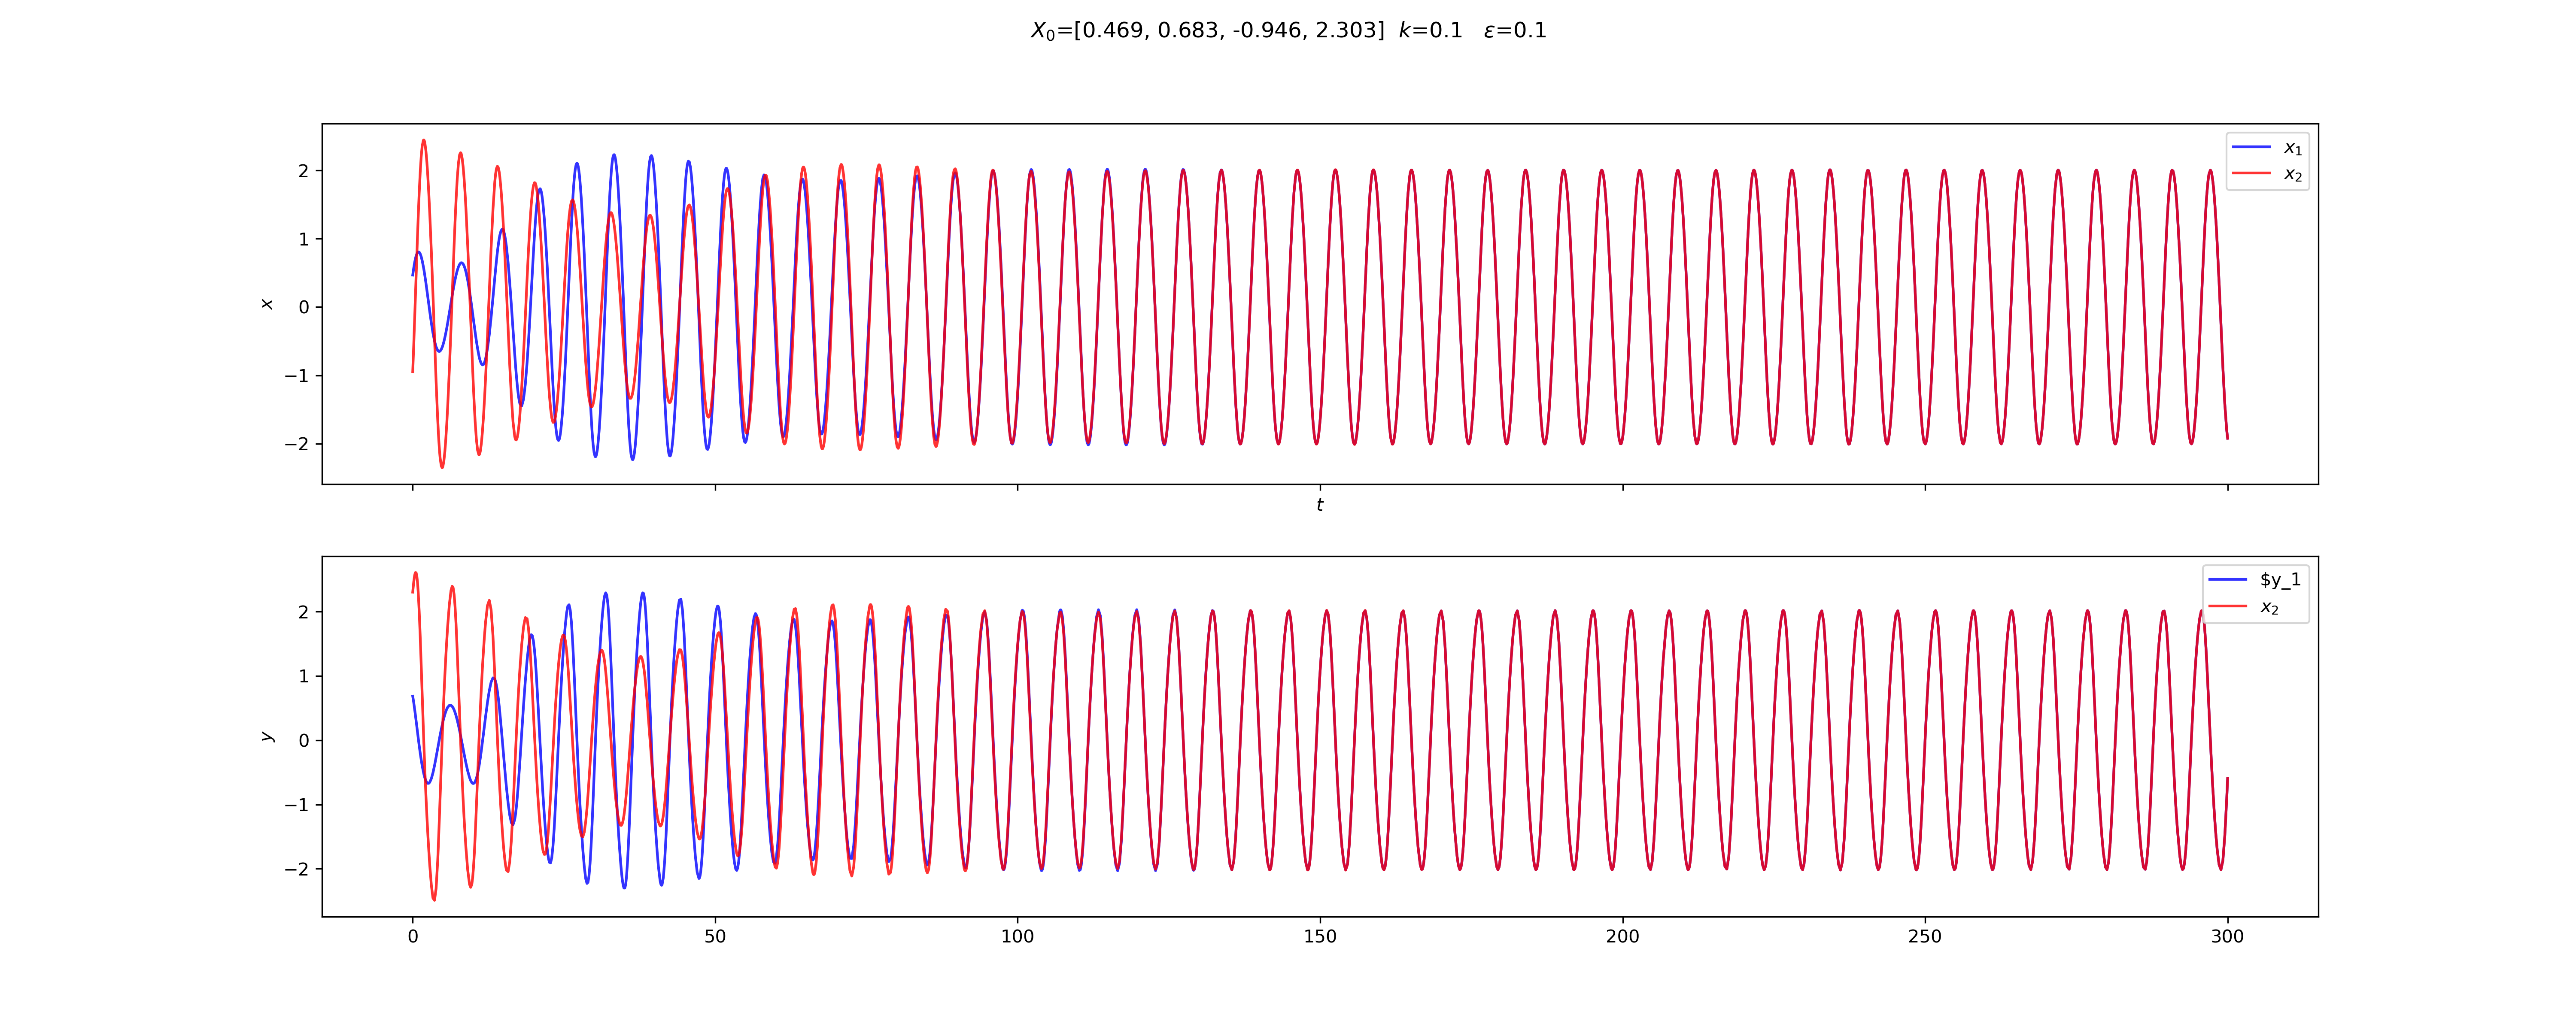 X₀=[0.469, 0.683, -0.946, 2.303] k=0.1 ε=0.1
x₁
x₂
2
1
0
−1
−2
x
t
$y_1
x₂
2
1
0
−1
−2
y
0 50 100 150 200 250 300